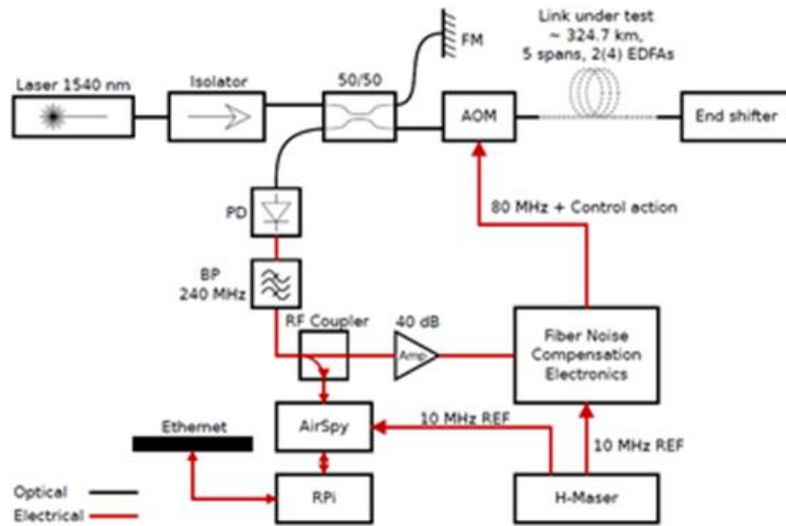 Link under test
~ 324.7 km,
5 spans, 2(4) EDFAs
FM
Laser 1540 nm
Isolator
50/50
AOM
End shifter
PD
80 MHz + Control action
BP
240 MHz
RF Coupler
40 dB
Amp.
Fiber Noise
Compensation
Electronics
Ethernet
AirSpy
10 MHz REF
10 MHz REF
RPi
H-Maser
Optical
Electrical